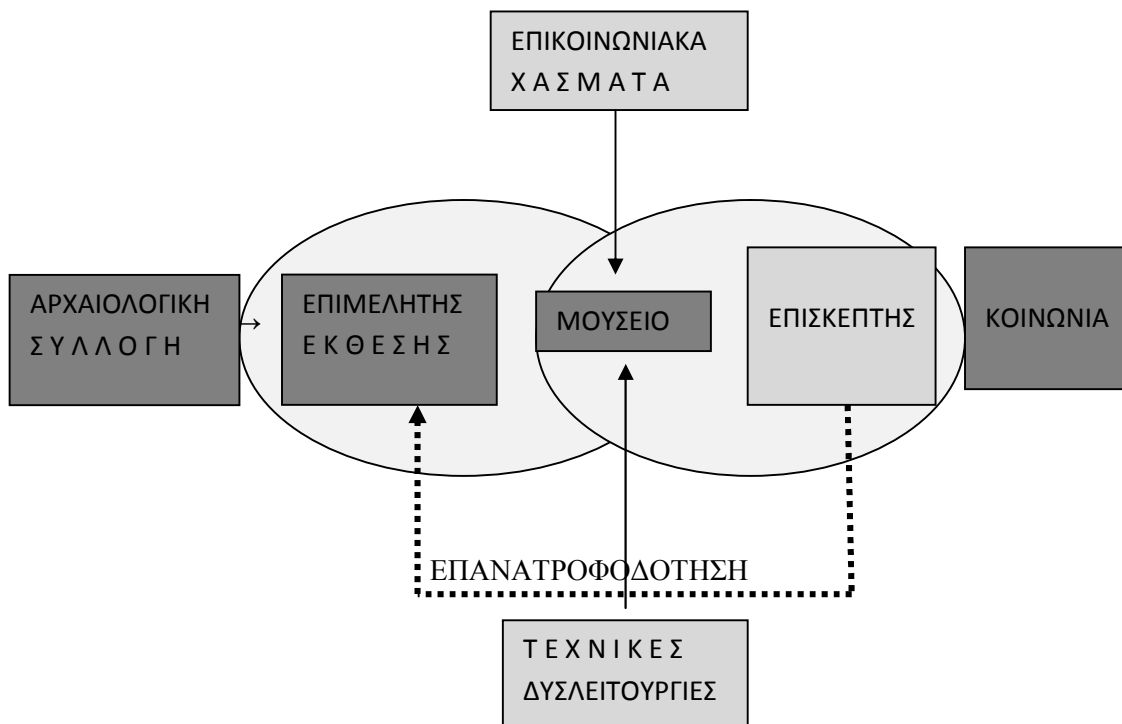 ΕΠΙΚΟΙΝΩΝΙΑΚΑ
Χ Α Σ Μ Α Τ Α
ΑΡΧΑΙΟΛΟΓΙΚΗ
Σ Υ Λ Λ Ο Γ Η
→
ΕΠΙΜΕΛΗΤΗΣ
Ε Κ Θ Ε Σ Η Σ
ΜΟΥΣΕΙΟ
ΕΠΙΣΚΕΠΤΗΣ
ΚΟΙΝΩΝΙΑ
ΕΠΑΝΑΤΡΟΦΟΔΟΤΗΣΗ
Τ Ε Χ Ν Ι Κ Ε Σ
ΔΥΣΛΕΙΤΟΥΡΓΙΕΣ